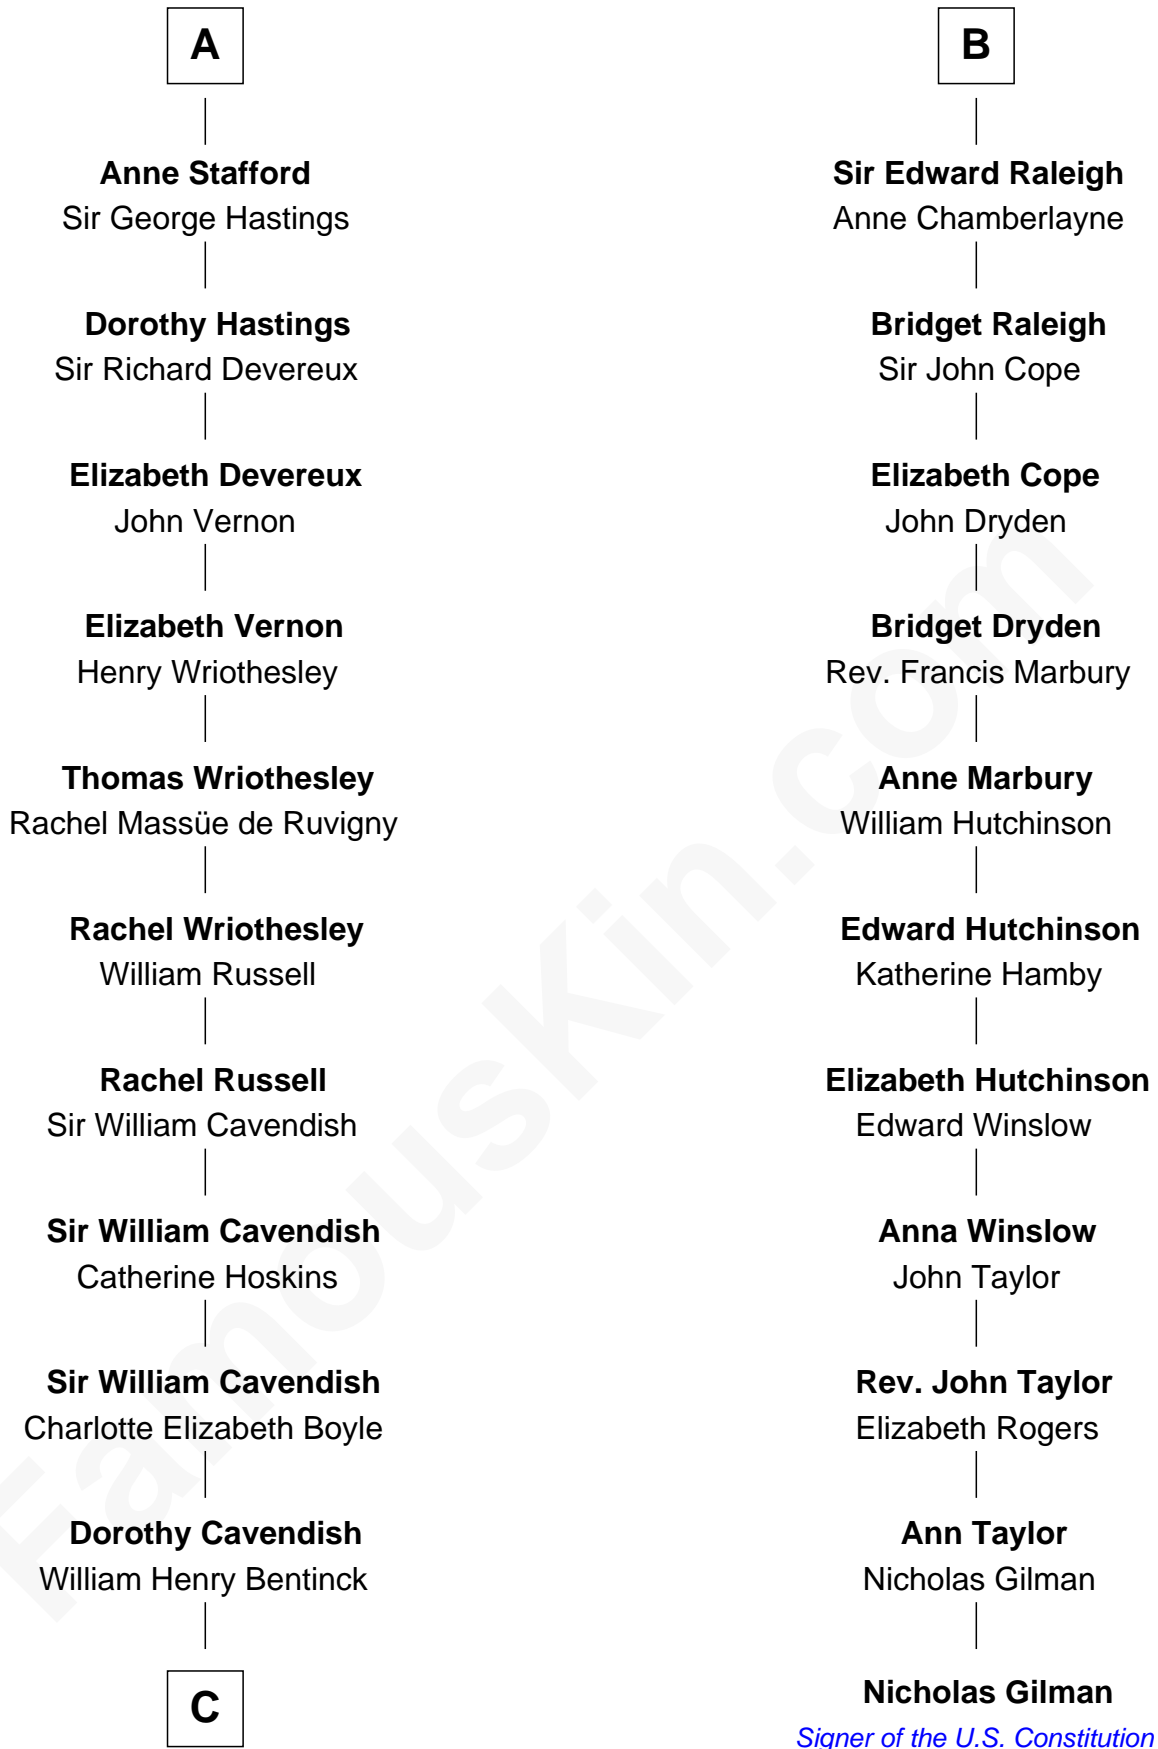 A
Anne Stafford
Sir George Hastings
Dorothy Hastings
Sir Richard Devereux
Elizabeth Devereux
John Vernon
Elizabeth Vernon
Henry Wriothesley
Thomas Wriothesley
Rachel Massüe de Ruvigny
Rachel Wriothesley
William Russell
Rachel Russell
Sir William Cavendish
Sir William Cavendish
Catherine Hoskins
Sir William Cavendish
Charlotte Elizabeth Boyle
Dorothy Cavendish
William Henry Bentinck
C
B
Sir Edward Raleigh
Anne Chamberlayne
Bridget Raleigh
Sir John Cope
Elizabeth Cope
John Dryden
Bridget Dryden
Rev. Francis Marbury
Anne Marbury
William Hutchinson
Edward Hutchinson
Katherine Hamby
Elizabeth Hutchinson
Edward Winslow
Anna Winslow
John Taylor
Rev. John Taylor
Elizabeth Rogers
Ann Taylor
Nicholas Gilman
Nicholas Gilman
Signer of the U.S. Constitution
FamousKin.com